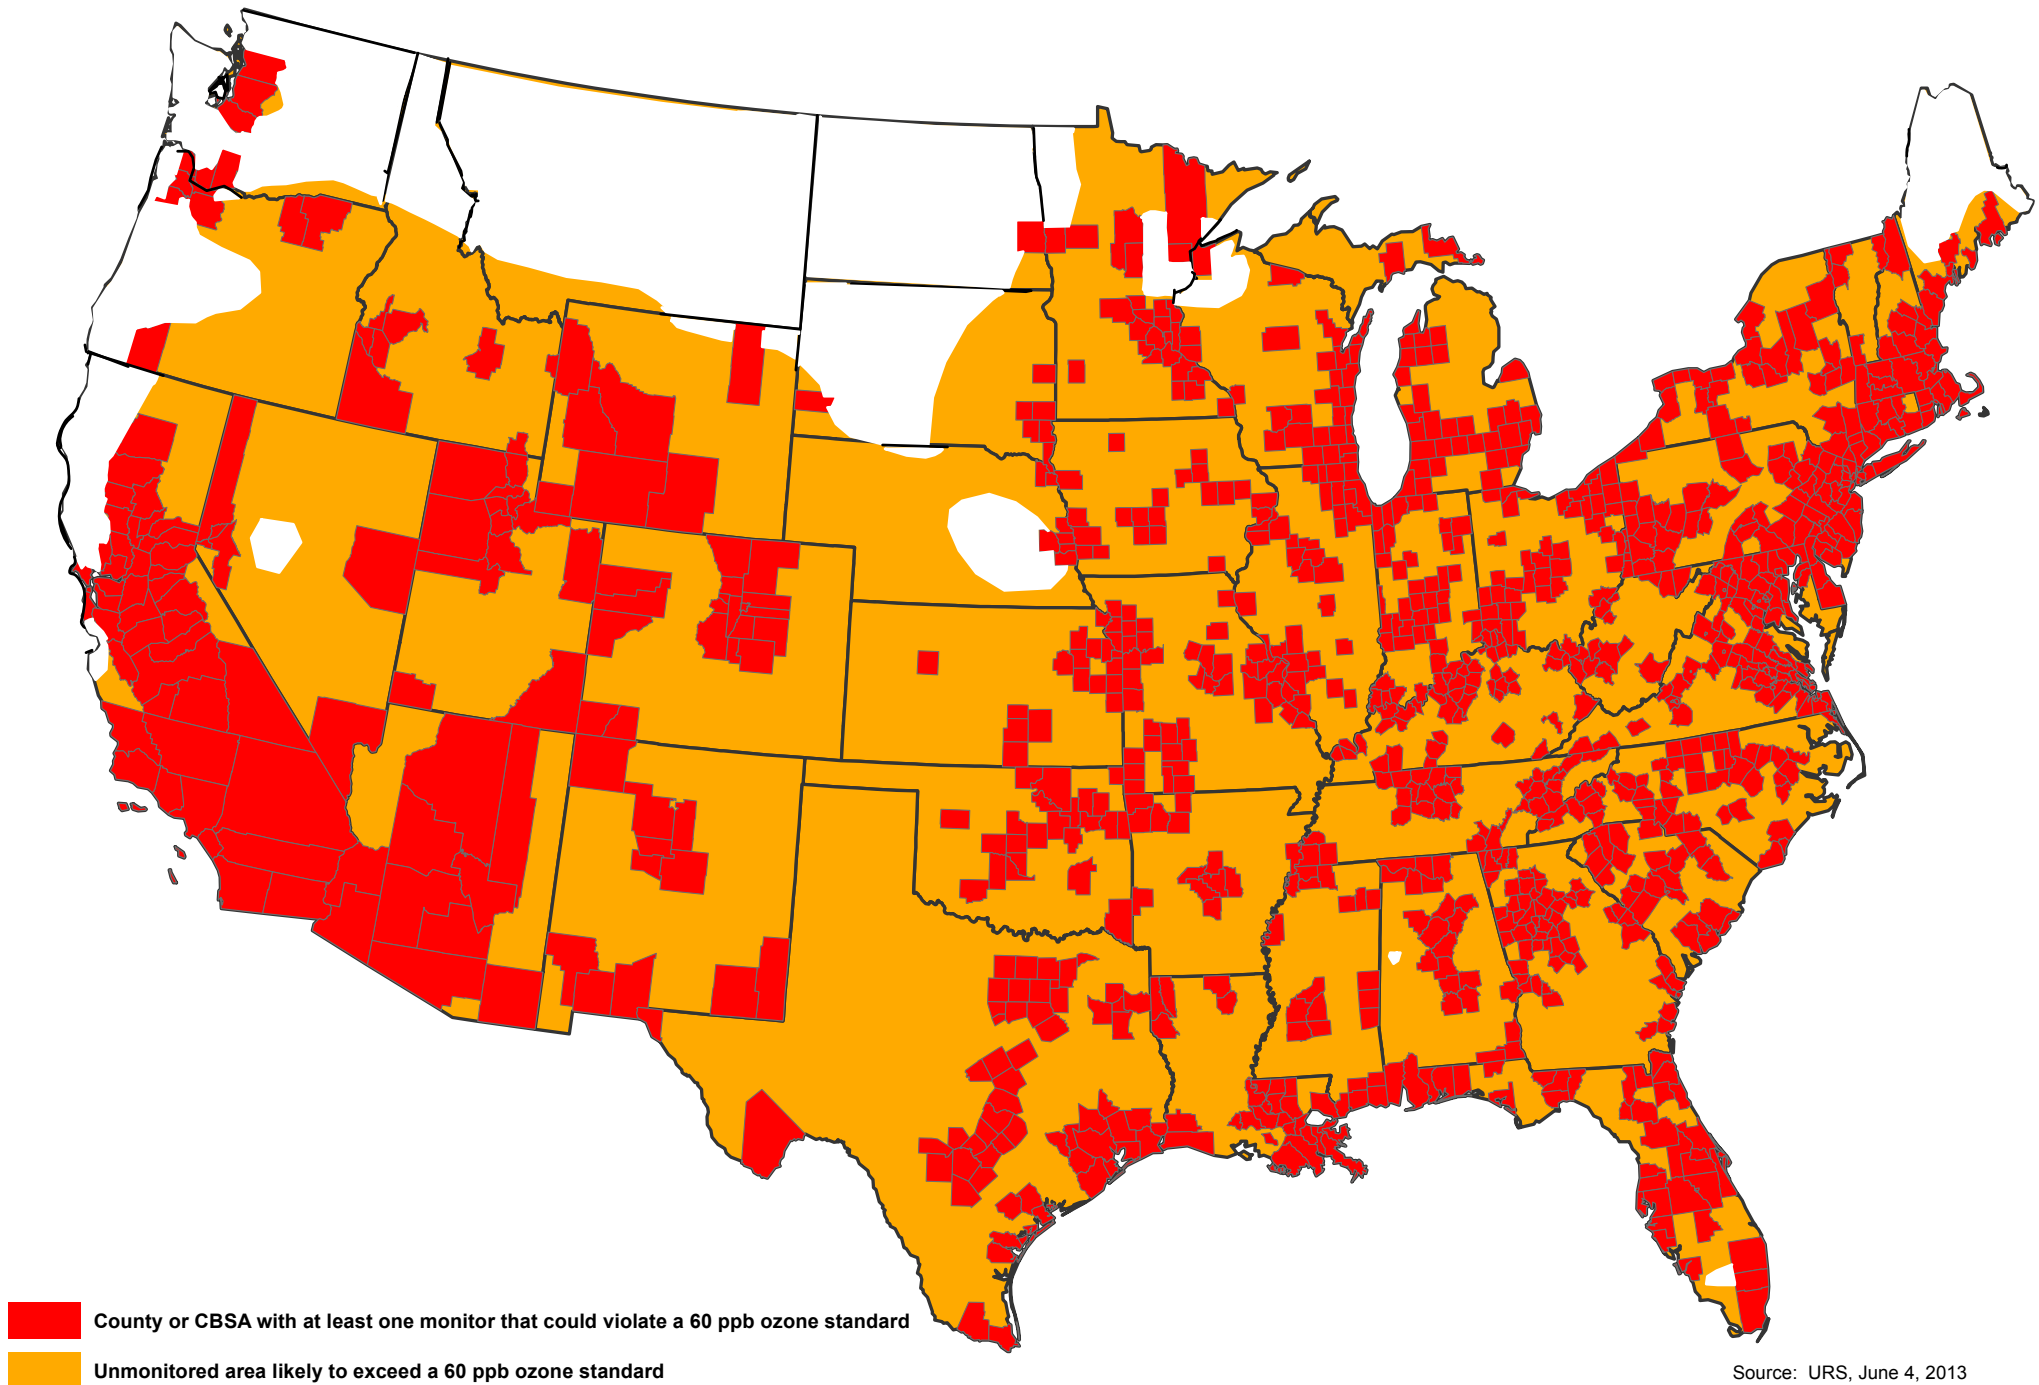 County or CBSA with at least one monitor that could violate a 60 ppb ozone standard
Unmonitored area likely to exceed a 60 ppb ozone standard
Source: URS, June 4, 2013